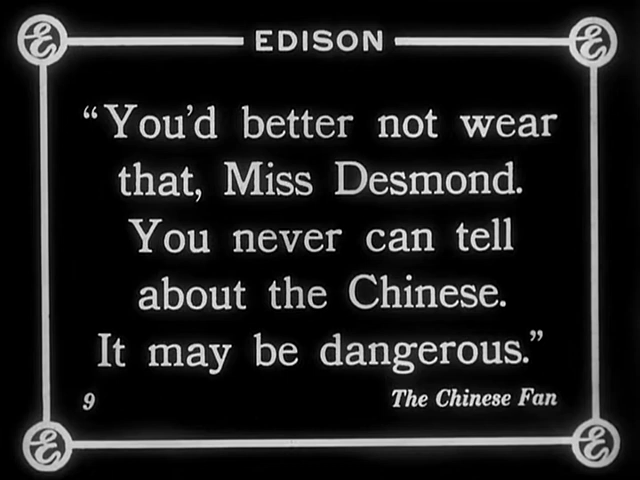 EDISON
“You’d better not wear
that, Miss Desmond.
You never can tell
about the Chinese.
It may be dangerous.”
9 The Chinese Fan